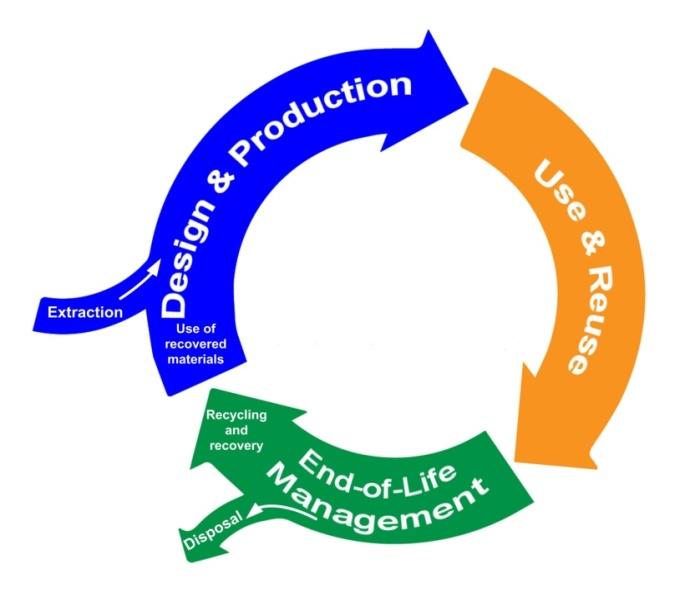 Design & Production
Use & Reuse
Extraction
Use of
recovered
materials
Recycling
and
recovery
End-of-Life
Management
Disposal